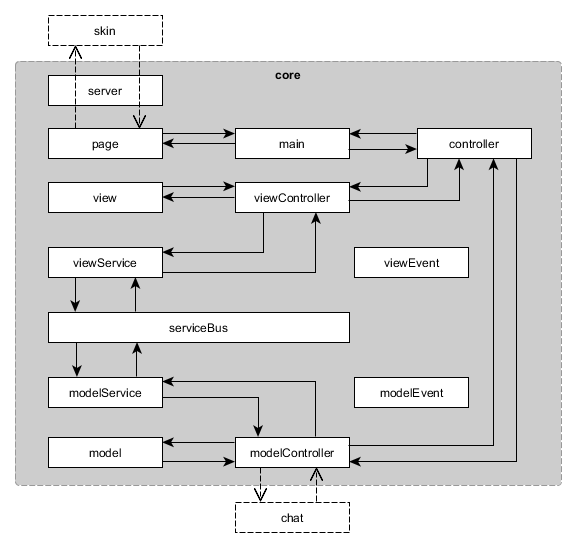 skin
core
server
page
main
controller
view
viewController
viewService
viewEvent
serviceBus
modelService
modelEvent
model
modelController
chat